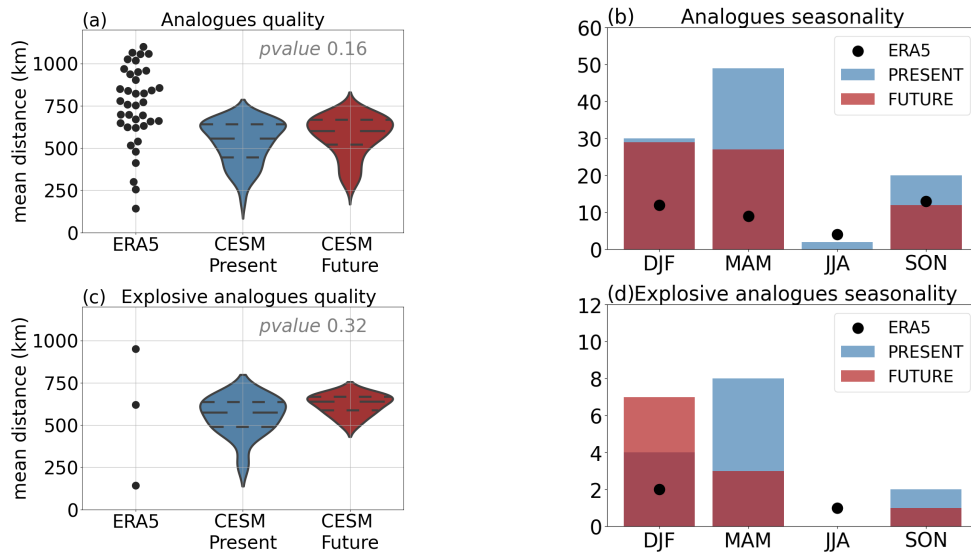 (a) Analogues quality
pvalue 0.16
mean distance (km)
1000
750
500
250
0
ERA5
CESM
Present
CESM
Future
(b) Analogues seasonality
ERA5
PRESENT
FUTURE
60
50
40
30
20
10
0
DJF
MAM
JJA
SON
(c) Explosive analogues quality
pvalue 0.32
mean distance (km)
1000
750
500
250
0
ERA5
CESM
Present
CESM
Future
(d)Explosive analogues seasonality
ERA5
PRESENT
FUTURE
12
10
8
6
4
2
0
DJF
MAM
JJA
SON